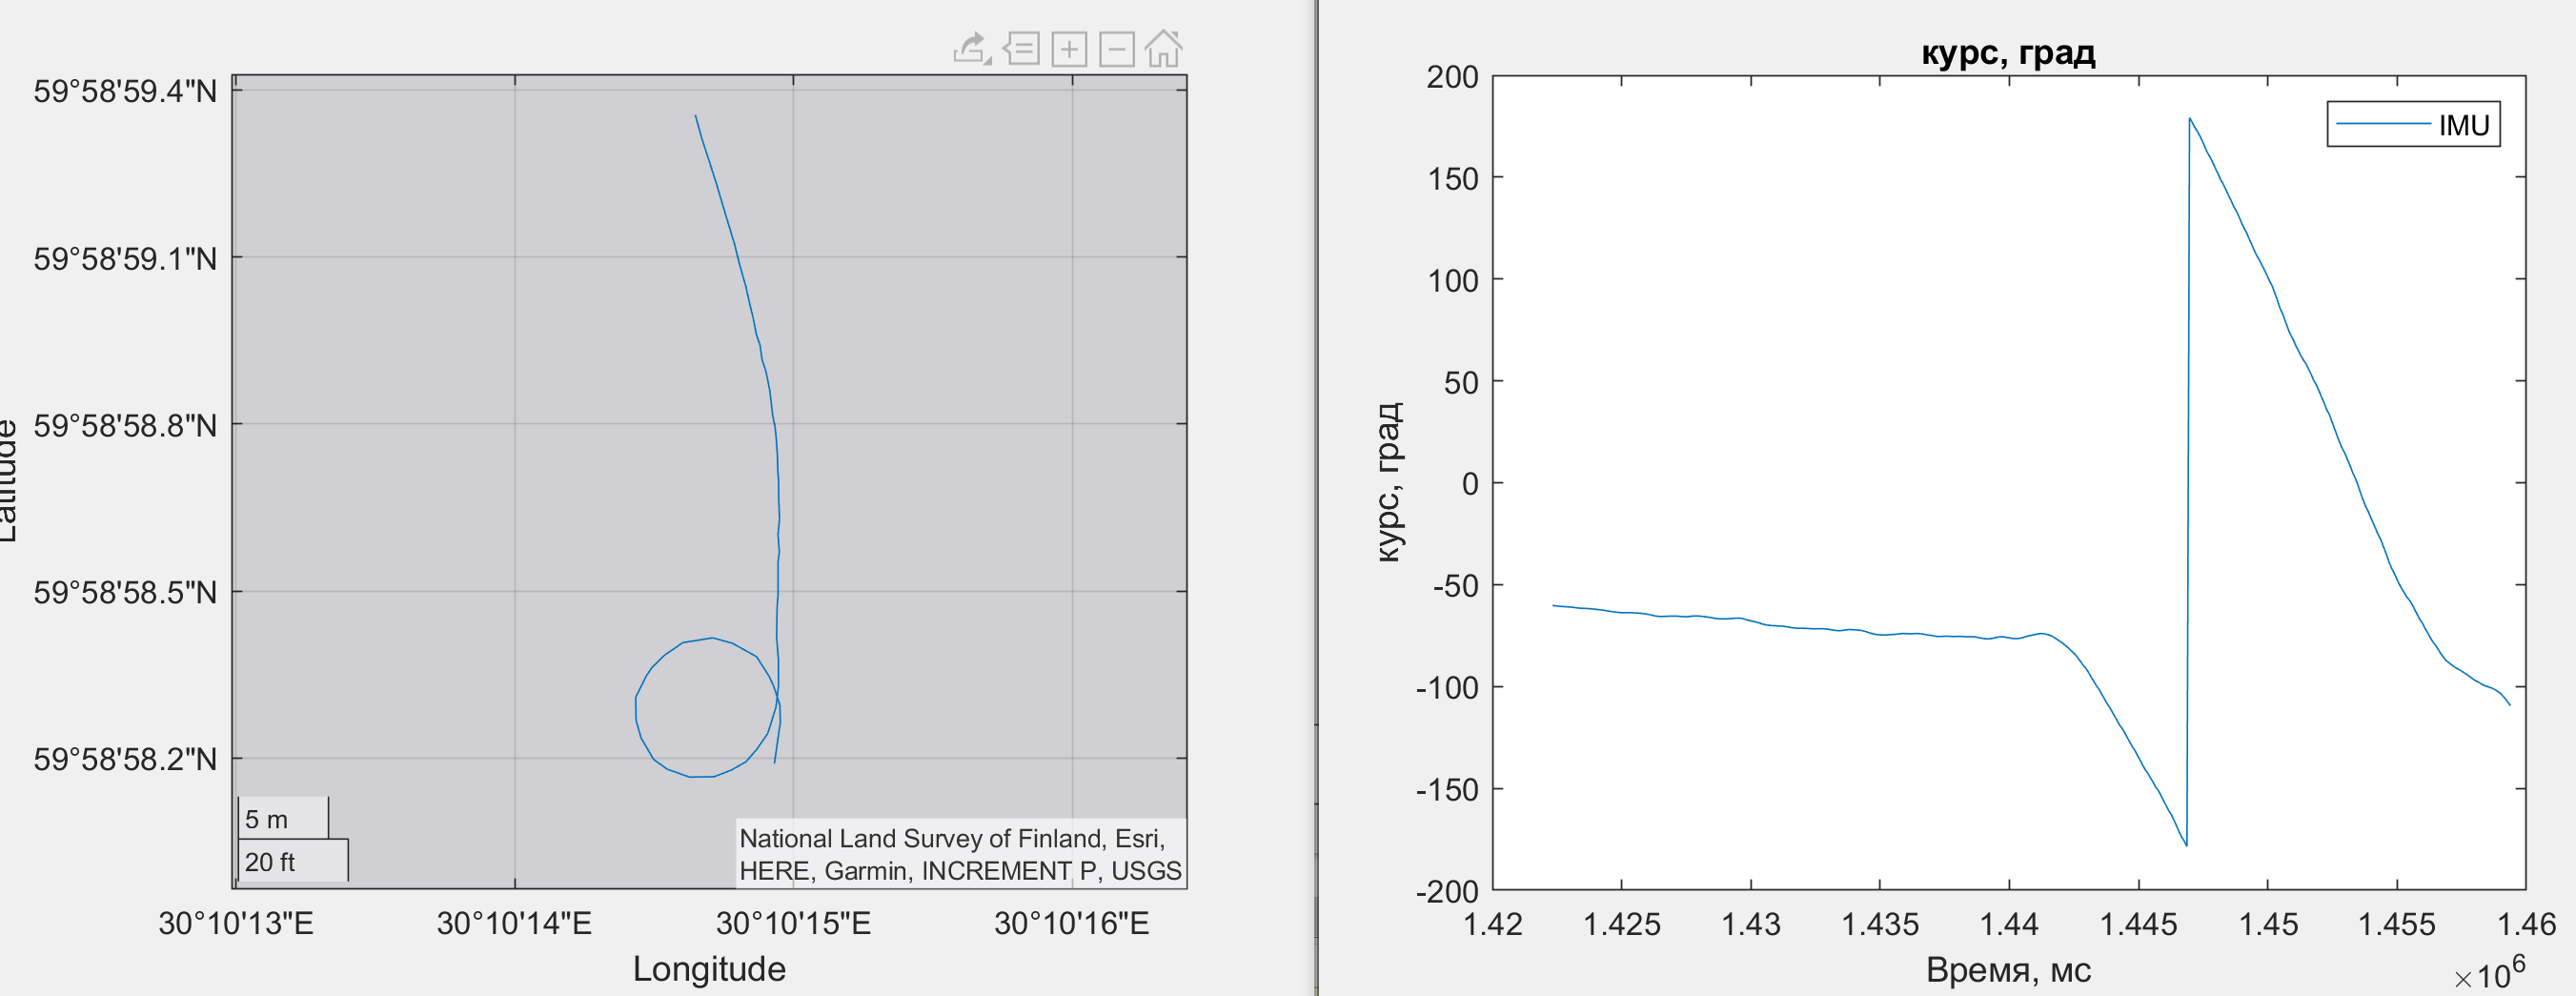 59°58'59.4"N
59°58'59.1"N
59°58'58.8"N
59°58'58.5"N
59°58'58.2"N
Latitude
5 m
20 ft
National Land Survey of Finland, Esri,
HERE, Garmin, INCREMENT P, USGS
30°10'13"E 30°10'14"E 30°10'15"E 30°10'16"E
Longitude
курс, град
IMU
200
150
100
50
0
-50
-100
-150
-200
курс, град
1.42 1.425 1.43 1.435 1.44 1.445 1.45 1.455 1.46
Время, мс
×10⁶